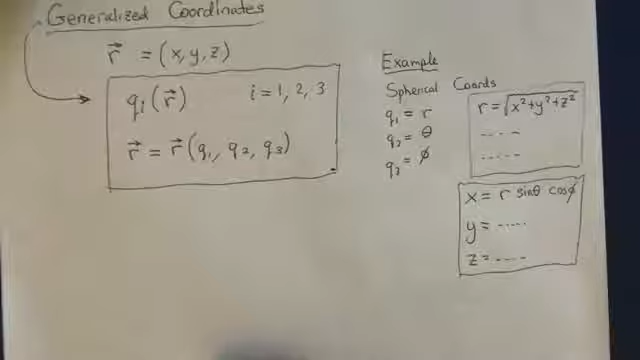 Generalized Coordinates
r⃗ = (x, y, z)
qᵢ(r⃗) i = 1, 2, 3
r⃗ = r⃗(q₁, q₂, q₃)
Example
Spherical Coords
q₁ = r
q₂ = θ
q₃ = ϕ
r = √x²+y²+z²
.....
.....
x = r sinθ cosϕ
y = .....
z = .....